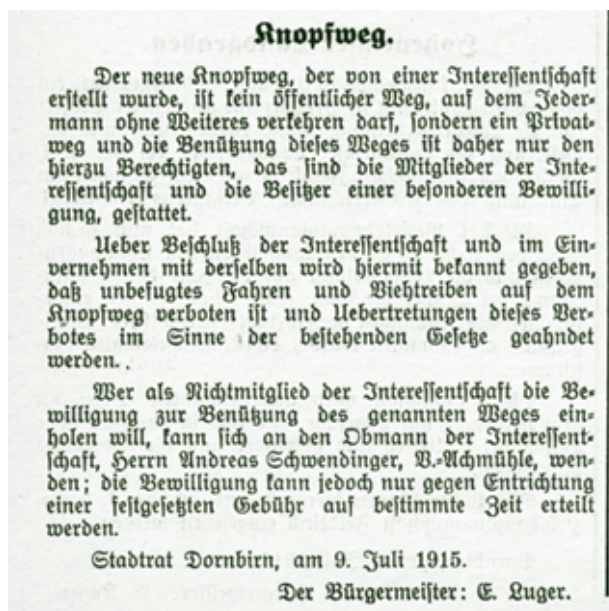 Knopfweg.
Der neue Knopfweg, der von einer Interessentschaft
erstellt wurde, ist kein öffentlicher Weg, auf dem Jeder-
mann ohne Weiteres verkehren darf, sondern ein Privat-
weg und die Benützung dieses Weges ist daher nur den
hierzu Berechtigten, das sind die Mitglieder der Inte-
ressentschaft und die Besitzer einer besonderen Bewilli-
gung, gestattet.
Ueber Beschluß der Interessentschaft und im Ein-
vernehmen mit derselben wird hiermit bekannt gegeben,
daß unbefugtes Fahren und Viehtreiben auf dem
Knopfweg verboten ist und Uebertretungen dieses Ver-
botes im Sinne der bestehenden Gesetze geahndet
werden.
Wer als Nichtmitglied der Interessentschaft die Be-
willigung zur Benützung des genannten Weges ein-
holen will, kann sich an den Obmann der Interessent-
schaft, Herrn Andreas Schwendinger, B.-Achmühle, wen-
den; die Bewilligung kann jedoch nur gegen Entrichtung
einer festgesetzten Gebühr auf bestimmte Zeit erteilt
werden.
Stadtrat Dornbirn, am 9. Juli 1915.
Der Bürgermeister: E. Luger.